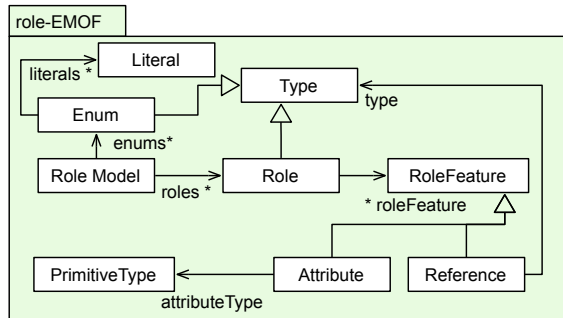 role-EMOF
Literal
literals *
Type
type
Enum
enums*
Role Model
roles *
Role
RoleFeature
* roleFeature
PrimitiveType
attributeType
Attribute
Reference